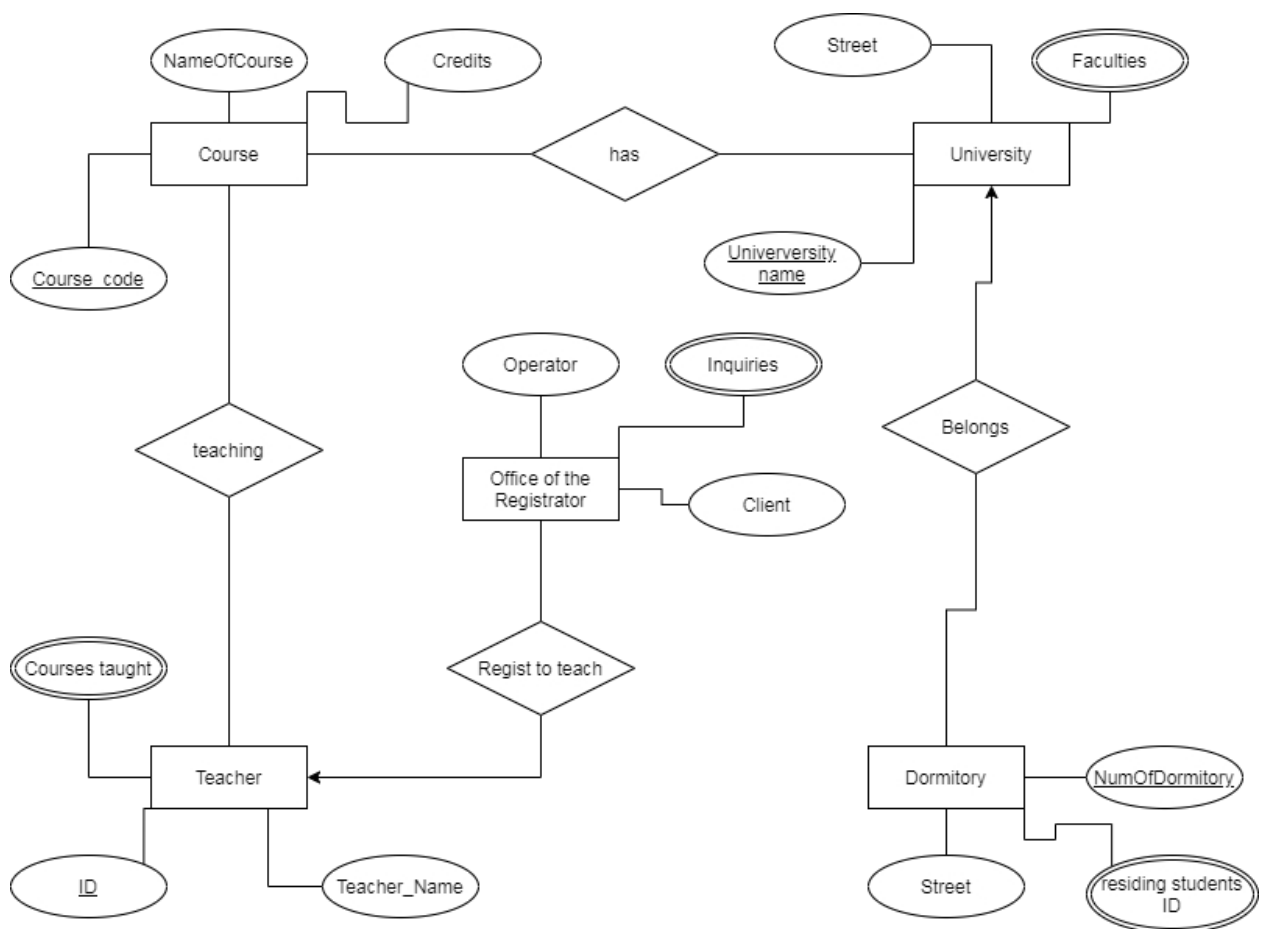 NameOfCourse
Credits
Street
Faculties
Course
has
University
Course_code
Univerversity
name
Operator
Inquiries
teaching
Belongs
Office of the
Registrator
Client
Courses taught
Regist to teach
Teacher
Dormitory
NumOfDormitory
ID
Teacher_Name
Street
residing students
ID